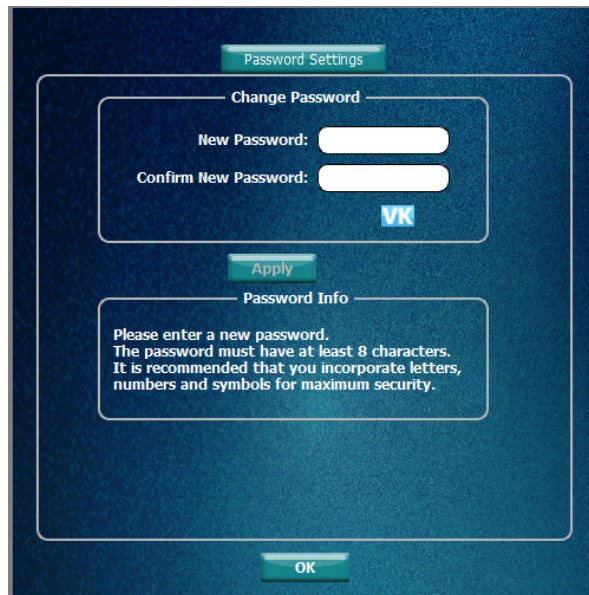 Password Settings
Change Password
New Password:
Confirm New Password:
VK
Apply
Password Info
Please enter a new password.
The password must have at least 8 characters.
It is recommended that you incorporate letters,
numbers and symbols for maximum security.
OK